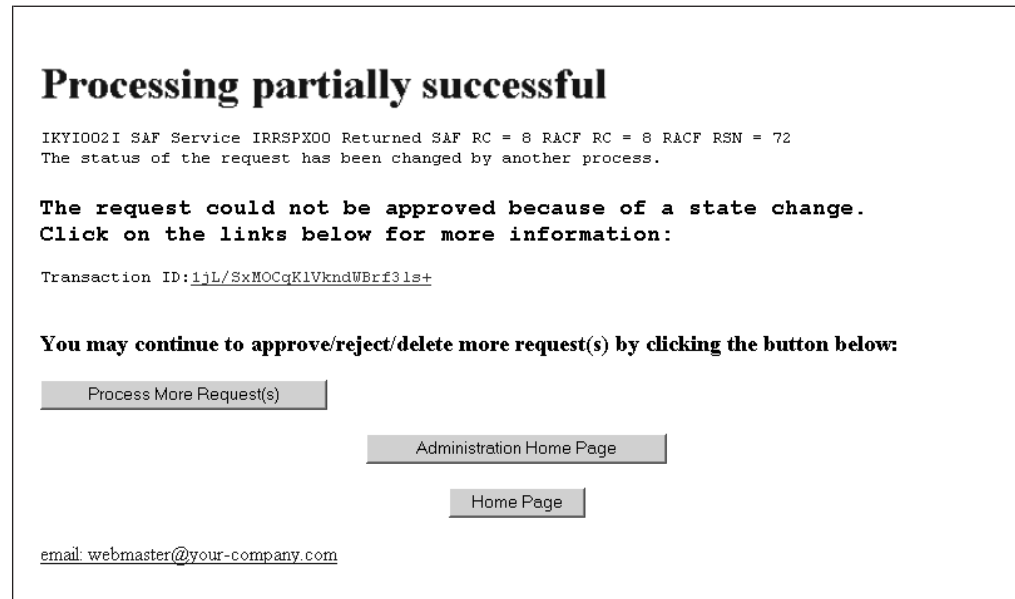 Processing partially successful
IKYI002I SAF Service IRRSPX00 Returned SAF RC = 8 RACF RC = 8 RACF RSN = 72
The status of the request has been changed by another process.
The request could not be approved because of a state change.
Click on the links below for more information:
Transaction ID:1jL/SxMOCqKlVkndWBrf3ls+
You may continue to approve/reject/delete more request(s) by clicking the button below:
Process More Request(s)
Administration Home Page
Home Page
email: webmaster@your-company.com